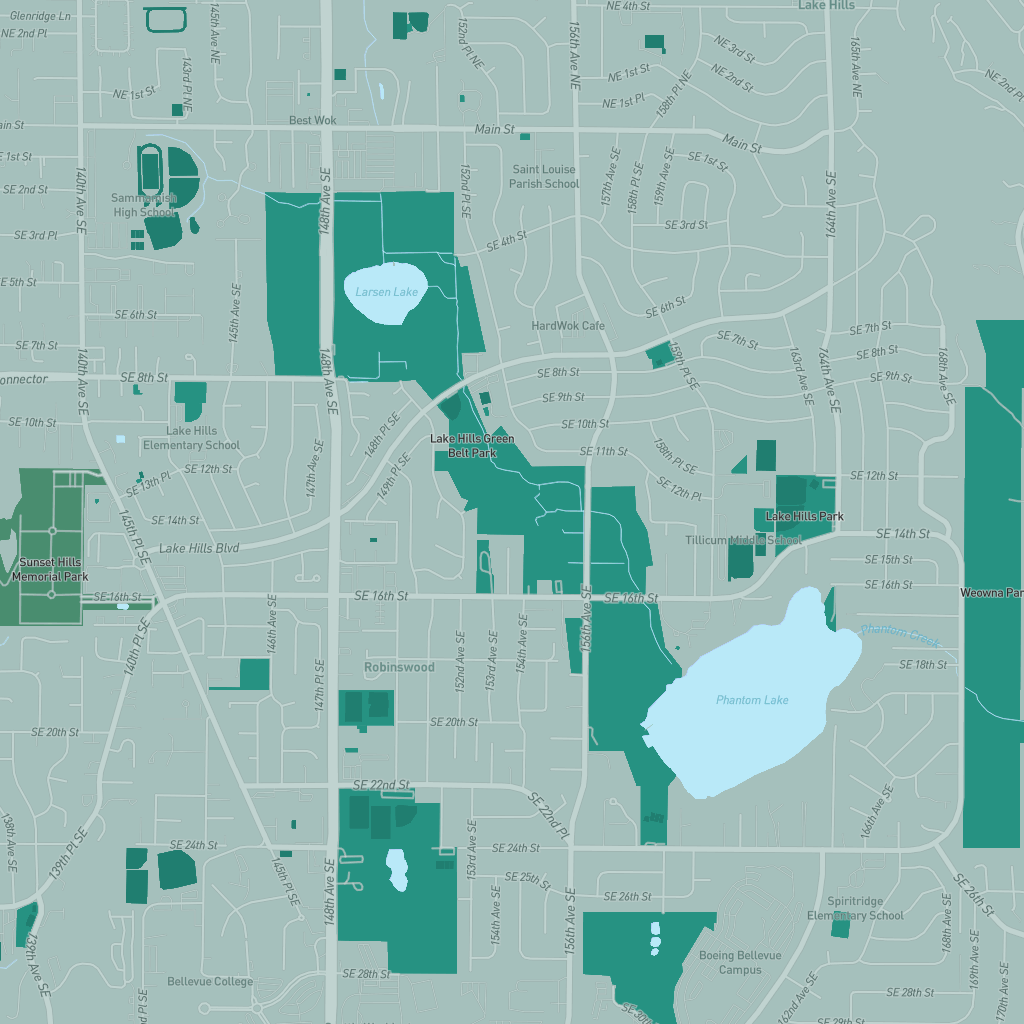 Glenridge Ln
NE 2nd Pl
145th Ave NE
143rd Pl NE
NE 1st St
152nd Pl NE
156th Ave NE
NE 4th St
Lake Hills
165th Ave NE
NE 3rd St
NE 2nd St
NE 2nd Pl
NE 1st St
NE 1st Pl
158th Pl NE
Best Wok
Main St
Main St
SE 2nd St
140th Ave SE
Sammamish
High School
SE 3rd Pl
148th Ave SE
152nd Pl SE
Saint Louise
Parish School
157th Ave SE
158th Pl SE
159th Ave SE
SE 1st St
164th Ave SE
SE 3rd St
SE 4th St
Larsen Lake
145th Ave SE
SE 6th St
HardWok Cafe
SE 6th St
SE 7th St
SE 7th St
SE 7th St
SE 8th St
SE 9th St
168th Ave SE
SE 8th St
140th Ave SE
148th Ave SE
SE 8th St
SE 9th St
159th Pl SE
163rd Ave SE
164th Ave SE
SE 10th St
SE 10th St
Lake Hills
Elementary School
148th Pl SE
149th Pl SE
147th Ave SE
Lake Hills Green
Belt Park
SE 11th St
158th Pl SE
SE 12th Pl
SE 12th St
SE 12th St
SE 13th Pl
145th Pl SE
SE 14th St
Lake Hills Blvd
Lake Hills Park
Tillicum Middle School
SE 14th St
SE 15th St
SE 16th St
Sunset Hills
Memorial Park
SE 16th St
SE 16th St
SE 16th St
146th Ave SE
156th Ave SE
Phantom Creek
SE 18th St
140th Pl SE
147th Pl SE
Robinswood
152nd Ave SE
153rd Ave SE
154th Ave SE
Phantom Lake
SE 20th St
SE 20th St
SE 22nd St
SE 22nd Pl
138th Ave SE
139th Pl SE
SE 24th St
145th Pl SE
148th Ave SE
153rd Ave SE
SE 24th St
SE 25th St
154th Ave SE
156th Ave SE
SE 26th St
166th Ave SE
SE 26th St
Spiritridge
Elementary School
168th Ave SE
169th Ave SE
170th Ave SE
139th Ave SE
Bellevue College
SE 28th St
Boeing Bellevue
Campus
162nd Ave SE
SE 28th St
SE 29th St